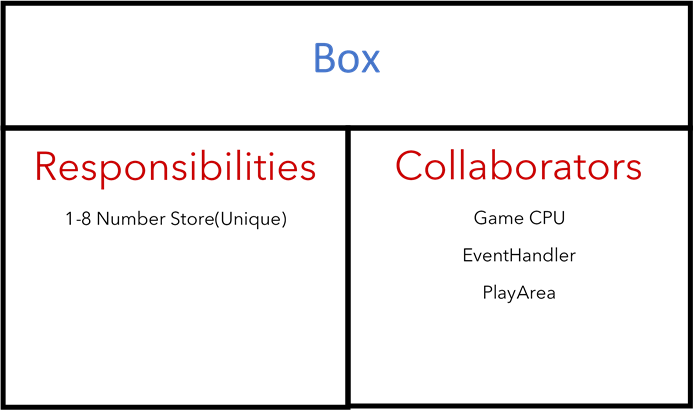 Box
Responsibilities
1-8 Number Store(Unique)
Collaborators
Game CPU
EventHandler
PlayArea